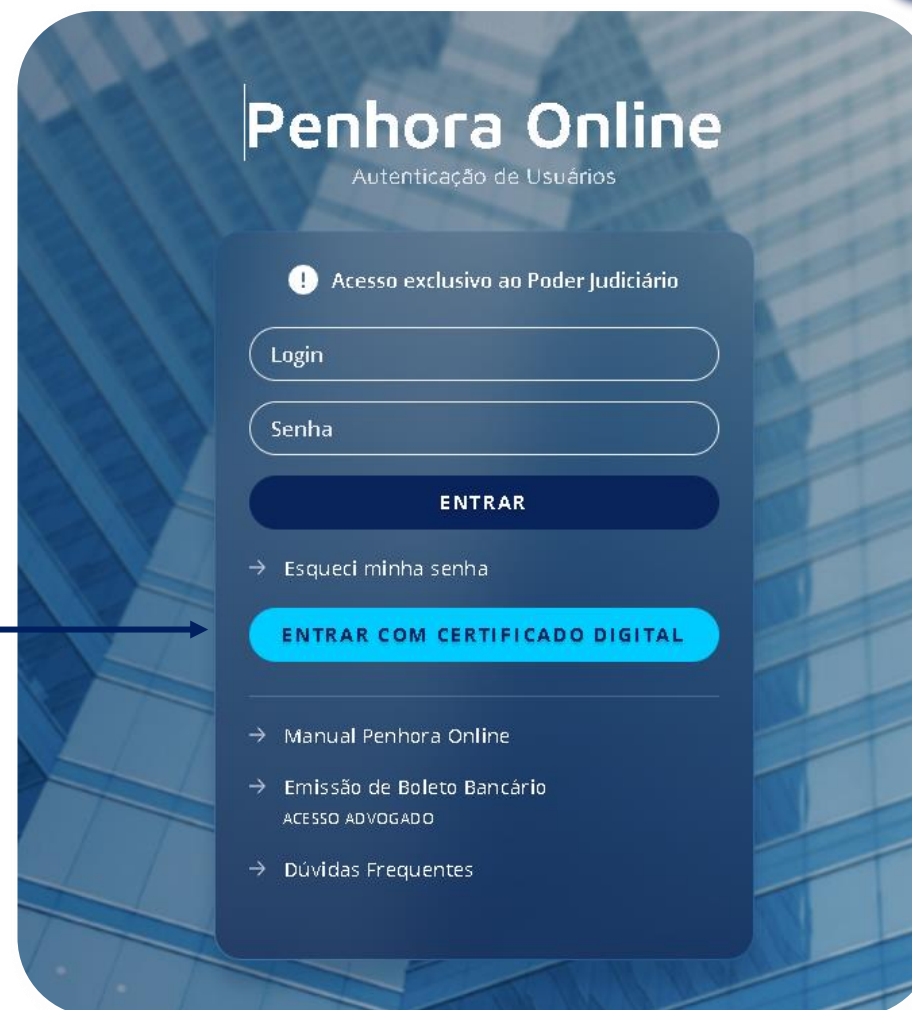 Penhora Online
Autenticação de Usuários
! Acesso exclusivo ao Poder Judiciário
Login
Senha
ENTRAR
→ Esqueci minha senha
ENTRAR COM CERTIFICADO DIGITAL
→ Manual Penhora Online
→ Emissão de Boleto Bancário
ACESSO ADVOGADO
→ Dúvidas Frequentes